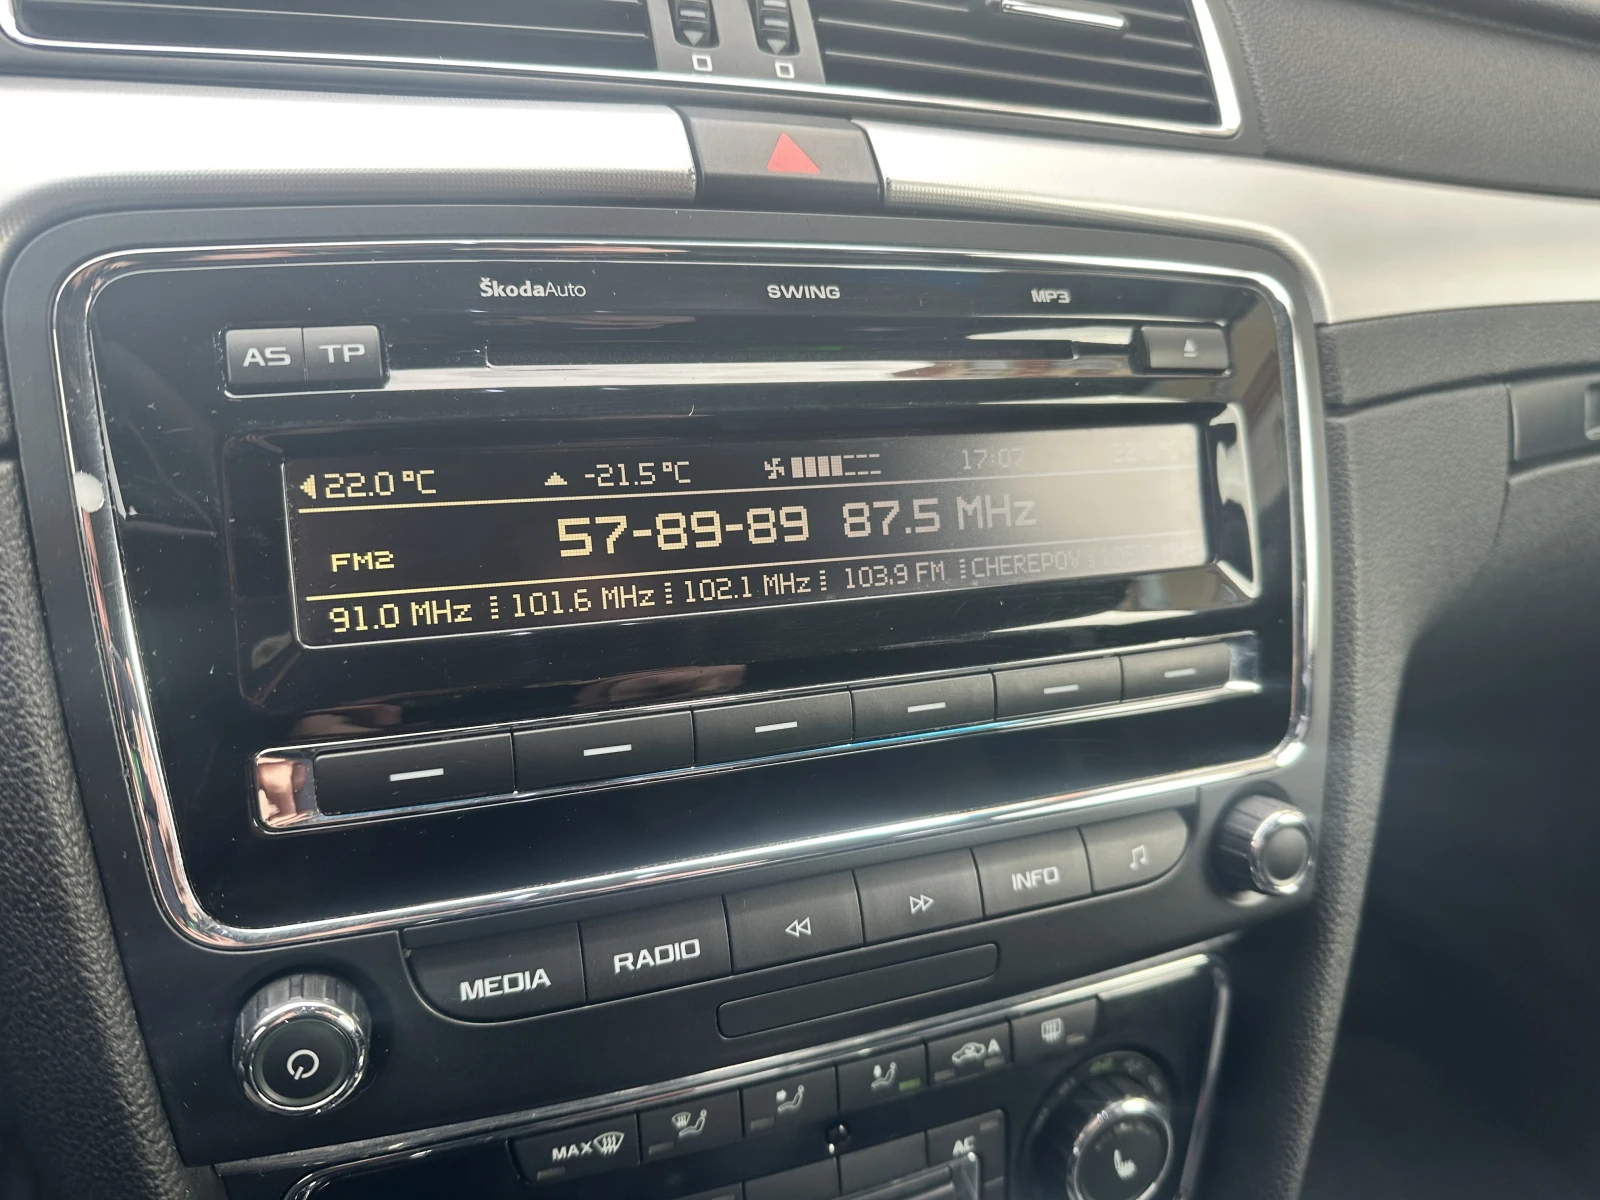 ŠkodaAuto SWING MP3
AS TP
22.0°C -21.5°C 17:07
FM2 57-89-89 87.5 MHz
91.0 MHz 101.6 MHz 102.1 MHz 103.9 FM CHEREPOV
MEDIA RADIO INFO
A
MAX AC